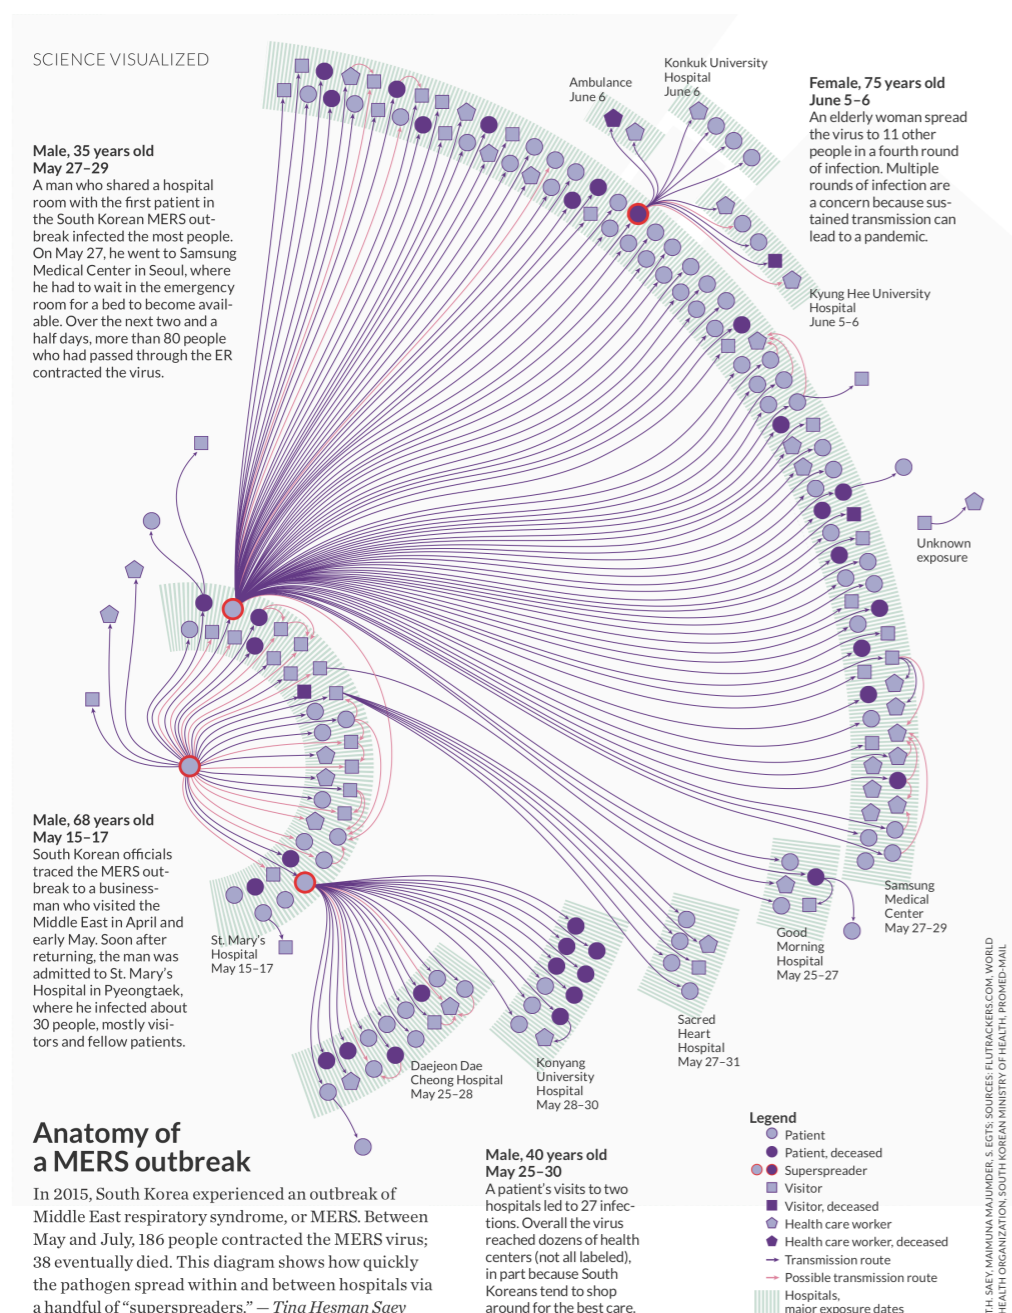 SCIENCE VISUALIZED
Male, 35 years old
May 27–29
A man who shared a hospital
room with the first patient in
the South Korean MERS out-
break infected the most people.
On May 27, he went to Samsung
Medical Center in Seoul, where
he had to wait in the emergency
room for a bed to become avail-
able. Over the next two and a
half days, more than 80 people
who had passed through the ER
contracted the virus.
Ambulance
June 6
Konkuk University
Hospital
June 6
Female, 75 years old
June 5–6
An elderly woman spread
the virus to 11 other
people in a fourth round
of infection. Multiple
rounds of infection are
a concern because sus-
tained transmission can
lead to a pandemic.
Kyung Hee University
Hospital
June 5–6
Unknown
exposure
Male, 68 years old
May 15–17
South Korean officials
traced the MERS out-
break to a business-
man who visited the
Middle East in April and
early May. Soon after
returning, the man was
admitted to St. Mary's
Hospital in Pyeongtaek,
where he infected about
30 people, mostly visi-
tors and fellow patients.
St. Mary's
Hospital
May 15–17
Samsung
Medical
Center
May 27–29
Good
Morning
Hospital
May 25–27
Sacred
Heart
Hospital
May 27–31
Konyang
University
Hospital
May 28–30
Daejeon Dae
Cheong Hospital
May 25–28
Anatomy of
a MERS outbreak
In 2015, South Korea experienced an outbreak of
Middle East respiratory syndrome, or MERS. Between
May and July, 186 people contracted the MERS virus;
38 eventually died. This diagram shows how quickly
the pathogen spread within and between hospitals via
a handful of “superspreaders.” — Tina Hesman Saey
Male, 40 years old
May 25–30
A patient's visits to two
hospitals led to 27 infec-
tions. Overall the virus
reached dozens of health
centers (not all labeled),
in part because South
Koreans tend to shop
around for the best care.
Legend
Patient
Patient, deceased
Superspreader
Visitor
Visitor, deceased
Health care worker
Health care worker, deceased
Transmission route
Possible transmission route
Hospitals,
major exposure dates
T.H. SAEY, MAIMUNA MAJUMDER, S. EGTS; SOURCES: FLUTRACKERS.COM, WORLD
HEALTH ORGANIZATION, SOUTH KOREAN MINISTRY OF HEALTH, PROMED-MAIL